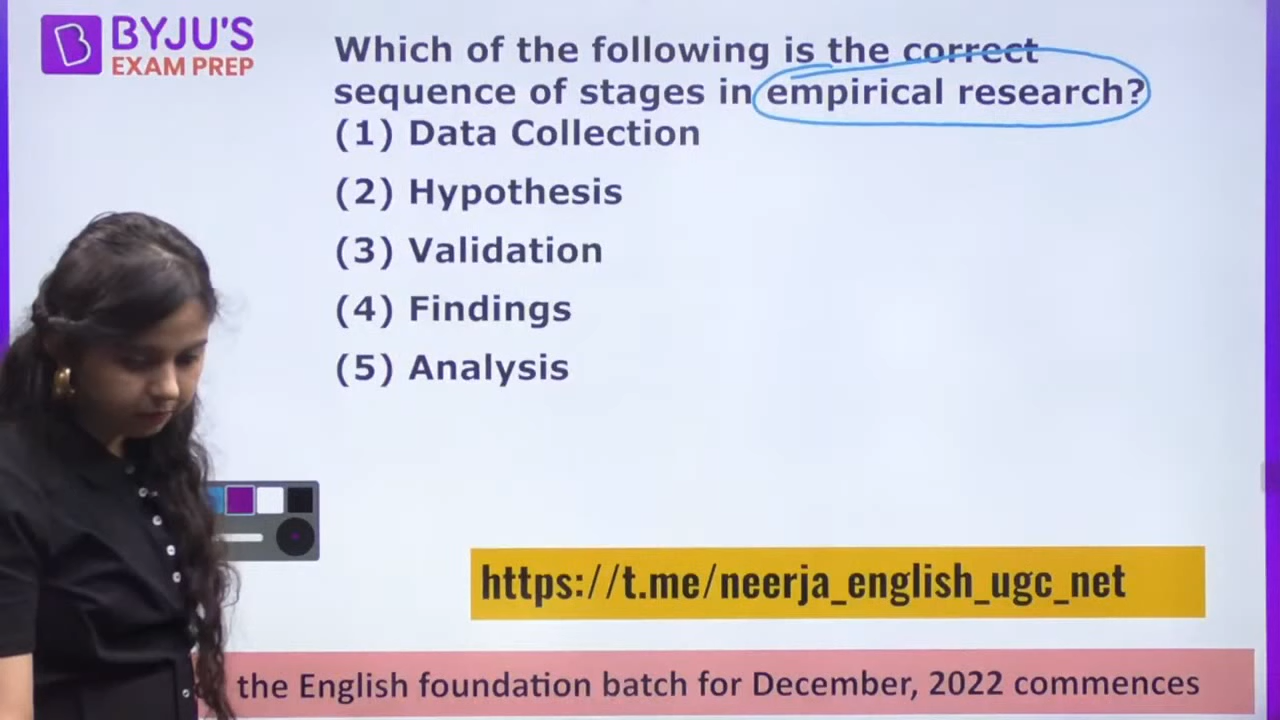 BYJU'S
EXAM PREP
Which of the following is the correct
sequence of stages in empirical research?
(1) Data Collection
(2) Hypothesis
(3) Validation
(4) Findings
(5) Analysis
https://t.me/neerja_english_ugc_net
the English foundation batch for December, 2022 commences